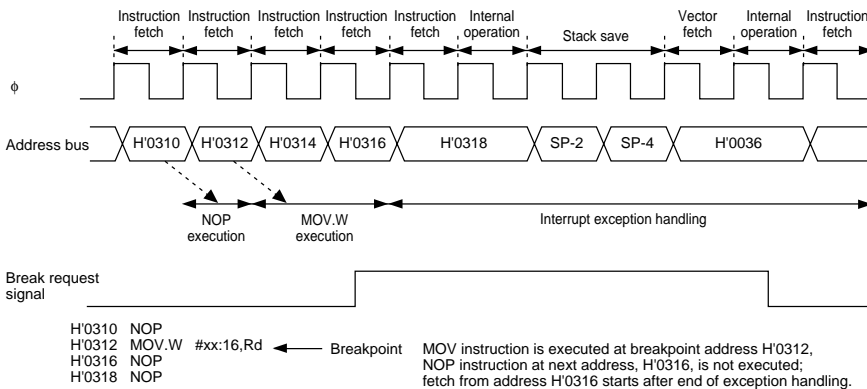 Instruction fetch
Instruction fetch
Instruction fetch
Instruction fetch
Instruction fetch
Internal operation
Stack save
Vector fetch
Internal operation
Instruction fetch
φ
Address bus
H'0310
H'0312
H'0314
H'0316
H'0318
SP-2
SP-4
H'0036
NOP execution
MOV.W execution
Interrupt exception handling
Break request signal
H'0310 NOP
H'0312 MOV.W #xx:16,Rd
H'0316 NOP
H'0318 NOP
Breakpoint
MOV instruction is executed at breakpoint address H'0312,
NOP instruction at next address, H'0316, is not executed;
fetch from address H'0316 starts after end of exception handling.